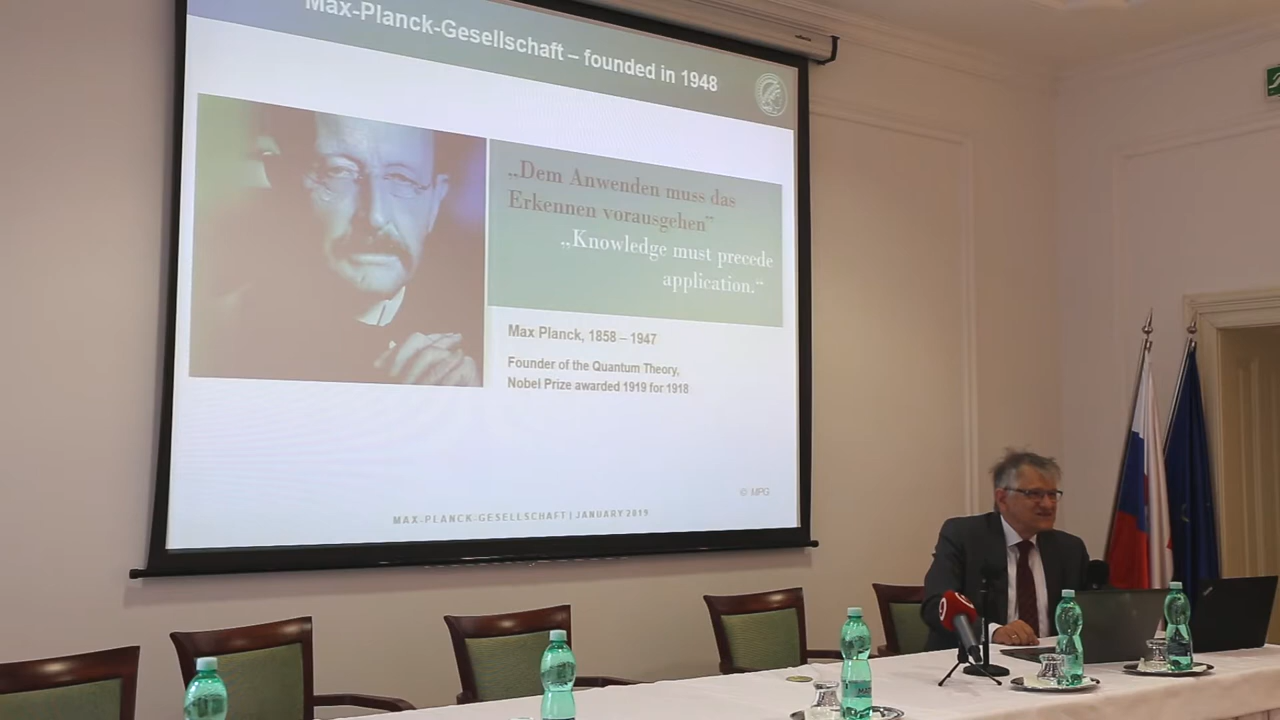 Max-Planck-Gesellschaft – founded in 1948
„Dem Anwenden muss das
Erkennen vorausgehen“
„Knowledge must precede
application.“
Max Planck, 1858 – 1947
Founder of the Quantum Theory,
Nobel Prize awarded 1919 for 1918
© MPG
MAX-PLANCK-GESELLSCHAFT | JANUARY 2019